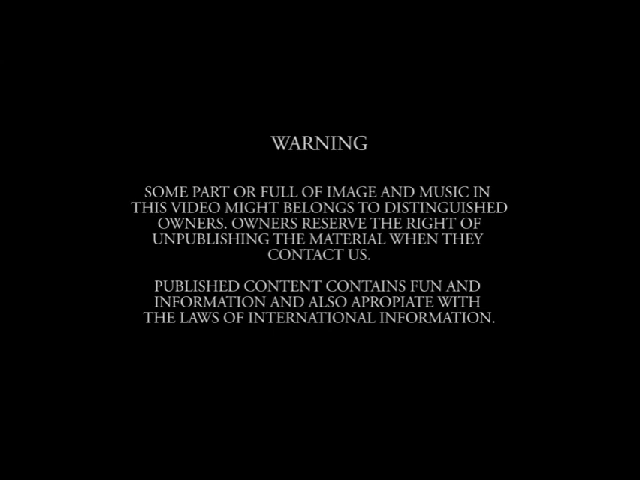 WARNING
SOME PART OR FULL OF IMAGE AND MUSIC IN
THIS VIDEO MIGHT BELONGS TO DISTINGUISHED
OWNERS. OWNERS RESERVE THE RIGHT OF
UNPUBLISHING THE MATERIAL WHEN THEY
CONTACT US.
PUBLISHED CONTENT CONTAINS FUN AND
INFORMATION AND ALSO APROPIATE WITH
THE LAWS OF INTERNATIONAL INFORMATION.